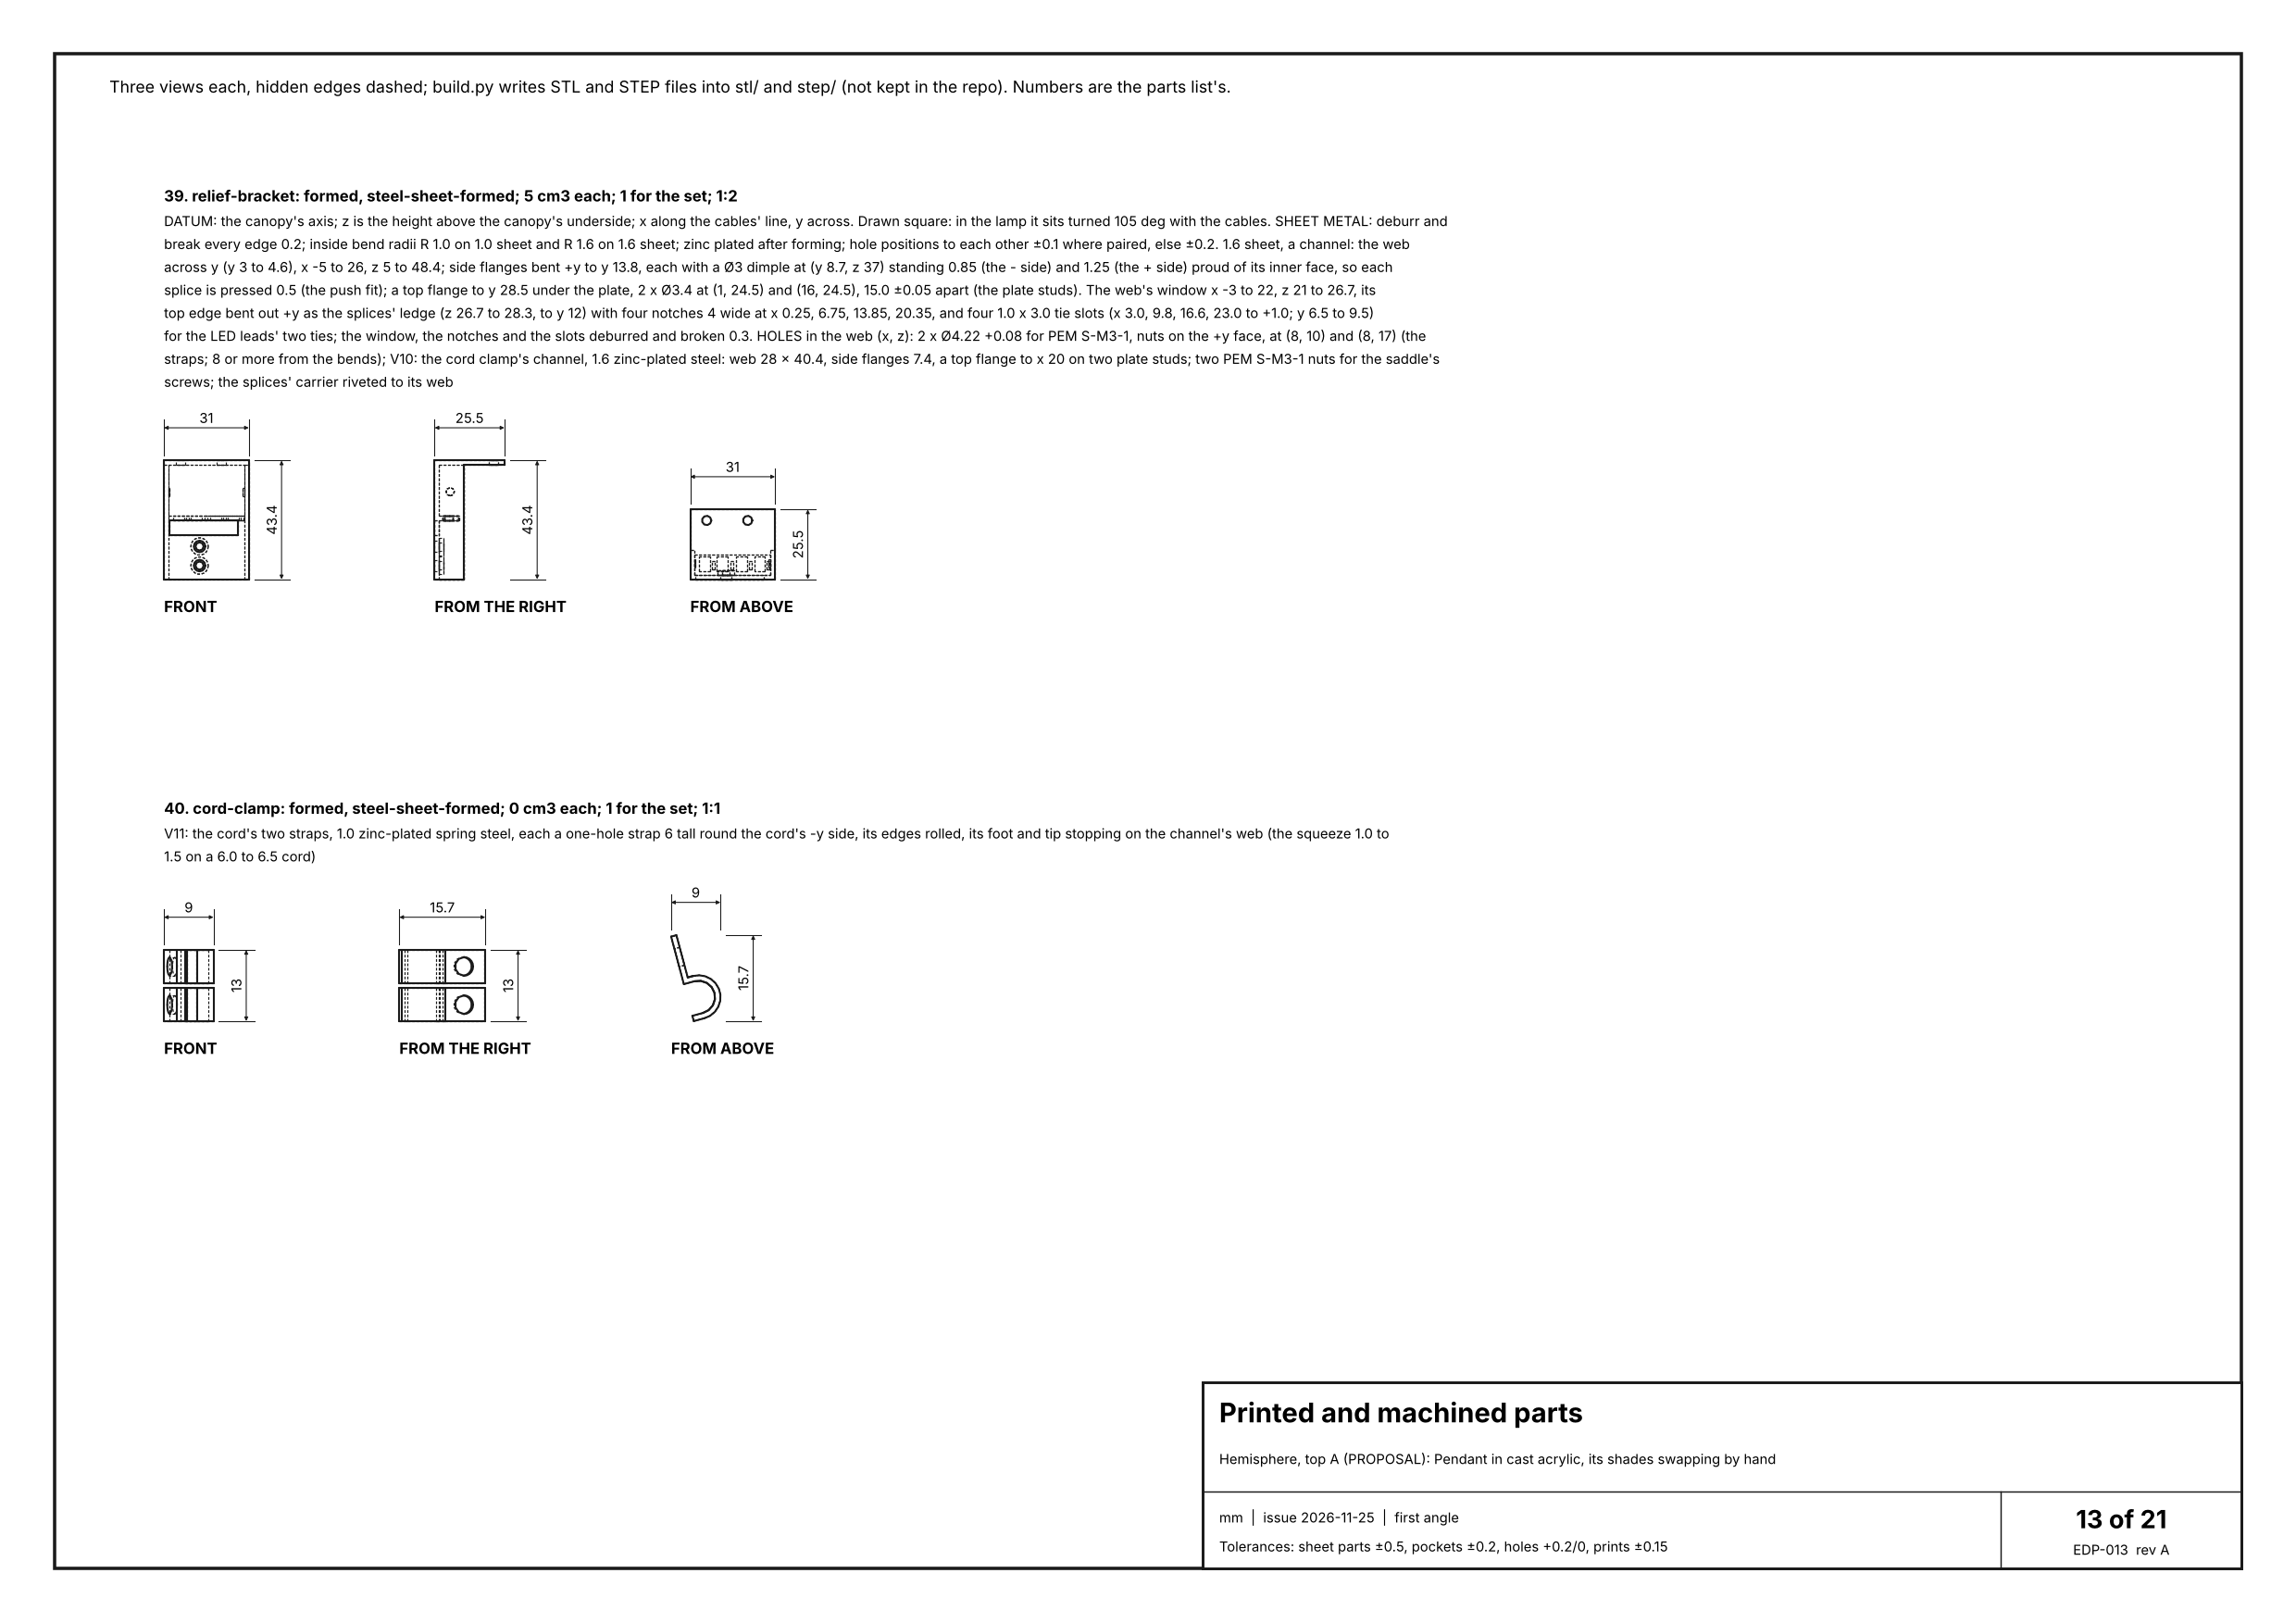 Three views each, hidden edges dashed; build.py writes STL and STEP files into stl/ and step/ (not kept in the repo). Numbers are the parts list's.
39. relief-bracket: formed, steel-sheet-formed; 5 cm3 each; 1 for the set; 1:2
DATUM: the canopy's axis; z is the height above the canopy's underside; x along the cables' line, y across. Drawn square: in the lamp it sits turned 105 deg with the cables. SHEET METAL: deburr and
break every edge 0.2; inside bend radii R 1.0 on 1.0 sheet and R 1.6 on 1.6 sheet; zinc plated after forming; hole positions to each other ±0.1 where paired, else ±0.2. 1.6 sheet, a channel: the web
across y (y 3 to 4.6), x -5 to 26, z 5 to 48.4; side flanges bent +y to y 13.8, each with a Ø3 dimple at (y 8.7, z 37) standing 0.85 (the - side) and 1.25 (the + side) proud of its inner face, so each
splice is pressed 0.5 (the push fit); a top flange to y 28.5 under the plate, 2 x Ø3.4 at (1, 24.5) and (16, 24.5), 15.0 ±0.05 apart (the plate studs). The web's window x -3 to 22, z 21 to 26.7, its
top edge bent out +y as the splices' ledge (z 26.7 to 28.3, to y 12) with four notches 4 wide at x 0.25, 6.75, 13.85, 20.35, and four 1.0 x 3.0 tie slots (x 3.0, 9.8, 16.6, 23.0 to +1.0; y 6.5 to 9.5)
for the LED leads' two ties; the window, the notches and the slots deburred and broken 0.3. HOLES in the web (x, z): 2 x Ø4.22 +0.08 for PEM S-M3-1, nuts on the +y face, at (8, 10) and (8, 17) (the
straps; 8 or more from the bends); V10: the cord clamp's channel, 1.6 zinc-plated steel: web 28 × 40.4, side flanges 7.4, a top flange to x 20 on two plate studs; two PEM S-M3-1 nuts for the saddle's
screws; the splices' carrier riveted to its web
31
43.4
FRONT
25.5
43.4
FROM THE RIGHT
31
25.5
FROM ABOVE
40. cord-clamp: formed, steel-sheet-formed; 0 cm3 each; 1 for the set; 1:1
V11: the cord's two straps, 1.0 zinc-plated spring steel, each a one-hole strap 6 tall round the cord's -y side, its edges rolled, its foot and tip stopping on the channel's web (the squeeze 1.0 to
1.5 on a 6.0 to 6.5 cord)
9
13
FRONT
15.7
13
FROM THE RIGHT
9
15.7
FROM ABOVE
Printed and machined parts
Hemisphere, top A (PROPOSAL): Pendant in cast acrylic, its shades swapping by hand
mm | issue 2026-11-25 | first angle
Tolerances: sheet parts ±0.5, pockets ±0.2, holes +0.2/0, prints ±0.15
13 of 21
EDP-013 rev A